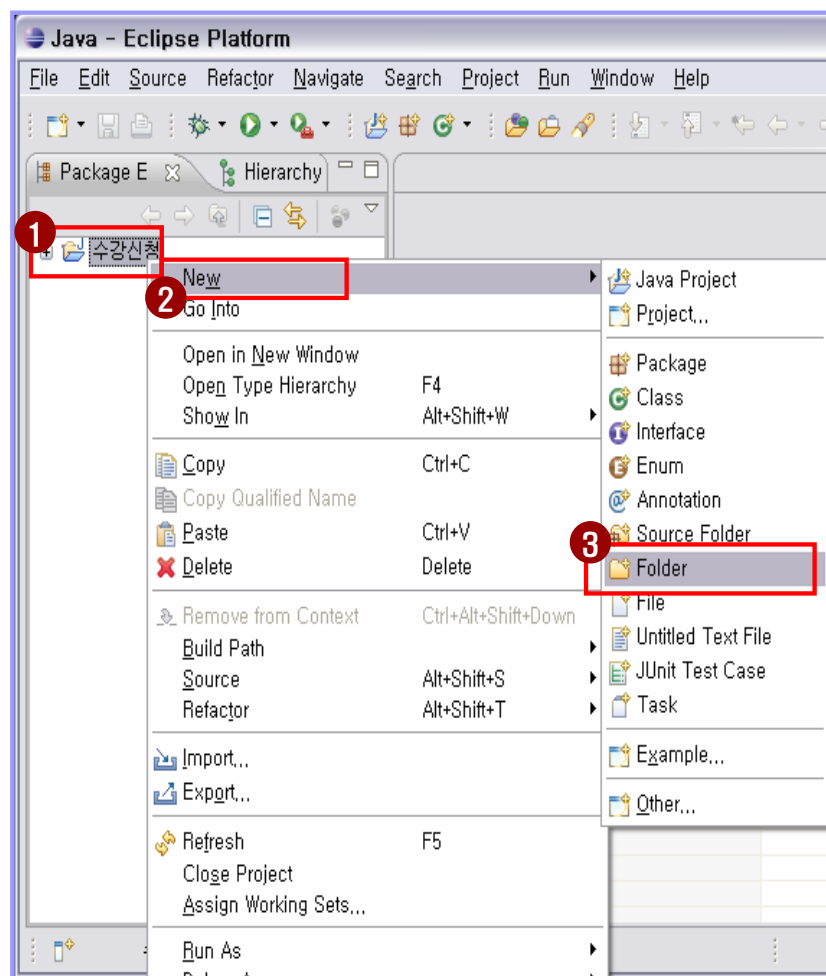 Java - Eclipse Platform
File Edit Source Refactor Navigate Search Project Run Window Help
Package E Hierarchy
1
수강신청
2
New
Go Into
Open in New Window
Open Type Hierarchy F4
Show In Alt+Shift+W
Copy Ctrl+C
Copy Qualified Name
Paste Ctrl+V
Delete Delete
Remove from Context Ctrl+Alt+Shift+Down
Build Path
Source Alt+Shift+S
Refactor Alt+Shift+T
Import...
Export...
Refresh F5
Close Project
Assign Working Sets...
Run As
Java Project
Project...
Package
Class
Interface
Enum
Annotation
Source Folder
3
Folder
File
Untitled Text File
JUnit Test Case
Task
Example...
Other...